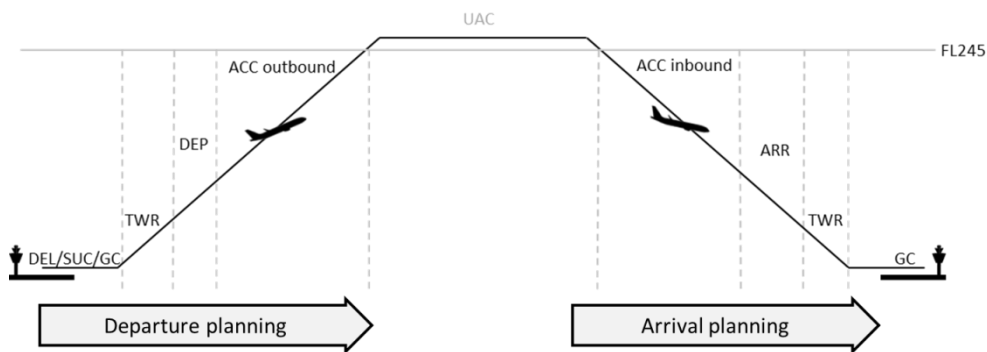 UAC
FL245
ACC outbound
ACC inbound
DEP
ARR
TWR
TWR
DEL/SUC/GC
GC
Departure planning
Arrival planning